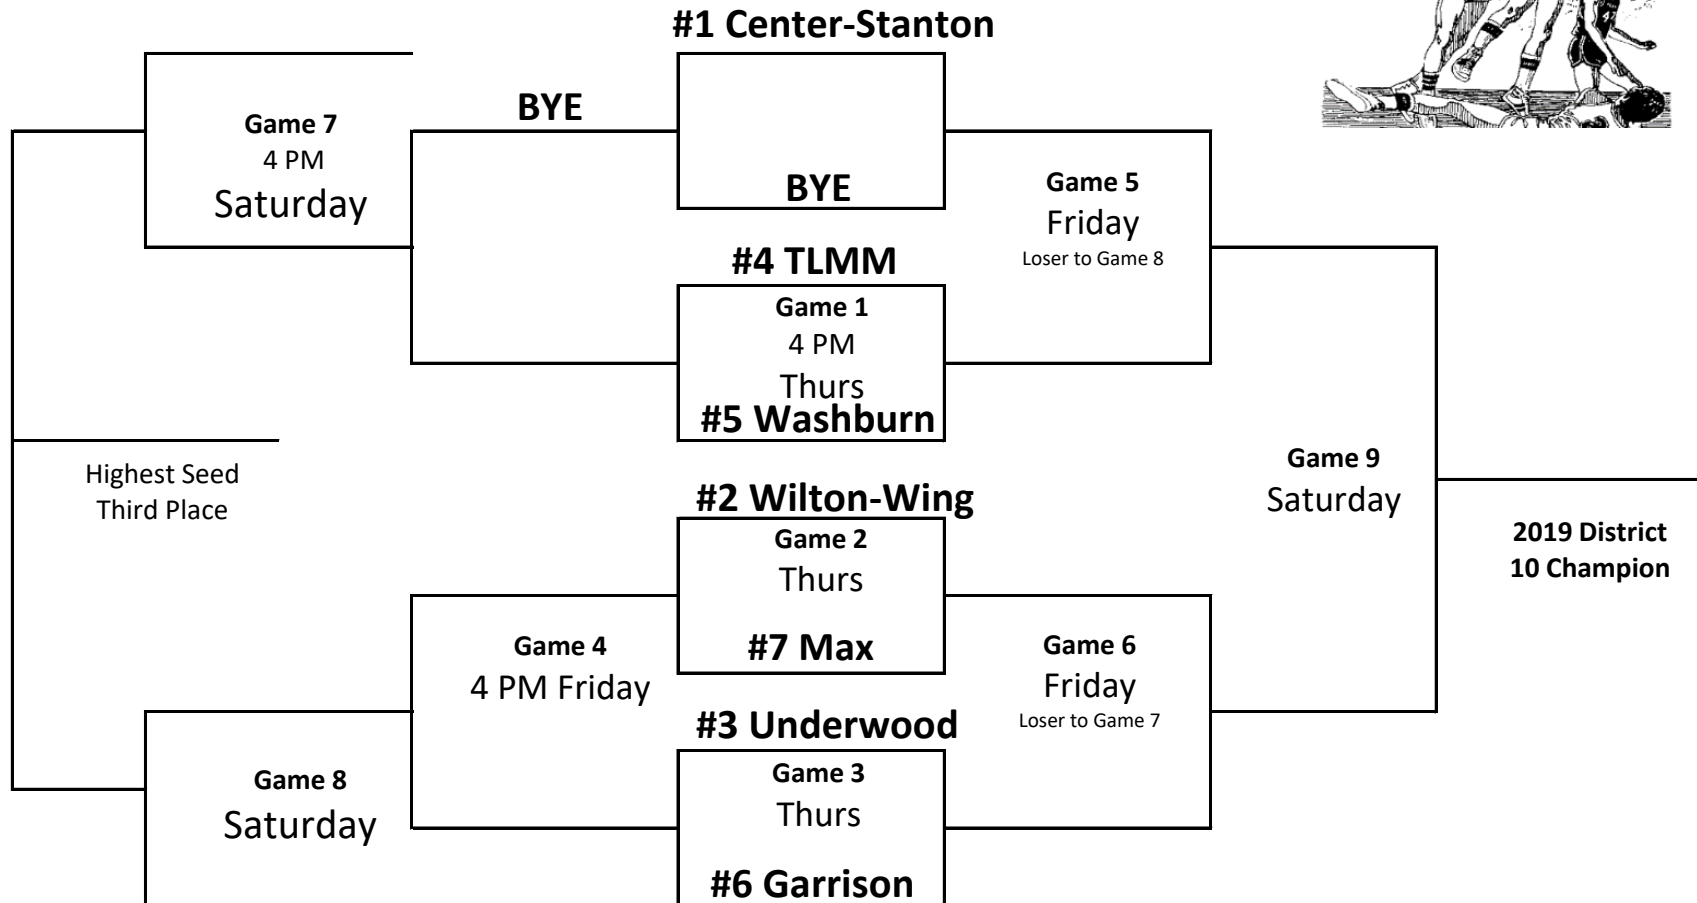 #1 Center-Stanton
BYE
Game 7
4 PM
Saturday
BYE
Game 5
Friday
Loser to Game 8
#4 TLMM
Game 1
4 PM
Thurs
#5 Washburn
Highest Seed
Third Place
Game 9
Saturday
#2 Wilton-Wing
Game 2
Thurs
2019 District
10 Champion
#7 Max
Game 4
4 PM Friday
Game 6
Friday
Loser to Game 7
#3 Underwood
Game 3
Thurs
Game 8
Saturday
#6 Garrison